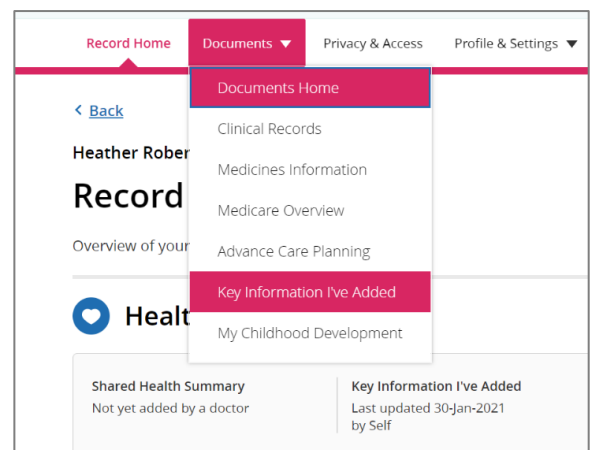 Record Home Documents ▼ Privacy & Access Profile & Settings ▼
Documents Home
Clinical Records
Medicines Information
Medicare Overview
Advance Care Planning
Key Information I've Added
My Childhood Development
< Back
Heather Rober
Record
Overview of your
Healt
Shared Health Summary
Not yet added by a doctor
Key Information I've Added
Last updated 30-Jan-2021
by Self